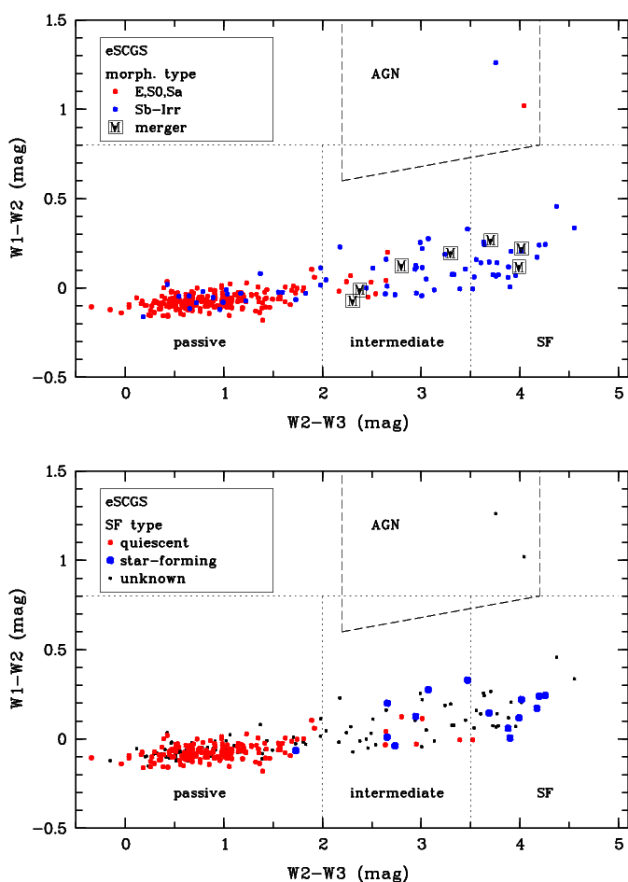 1.5
eSCGS
morph. type
E,S0,Sa
Sb-Irr
M merger
AGN
1
0.5
0
-0.5
W1-W2 (mag)
passive
intermediate
SF
0
1
2
3
4
5
W2-W3 (mag)
1.5
eSCGS
SF type
quiescent
star-forming
unknown
AGN
1
0.5
0
-0.5
W1-W2 (mag)
passive
intermediate
SF
0
1
2
3
4
5
W2-W3 (mag)